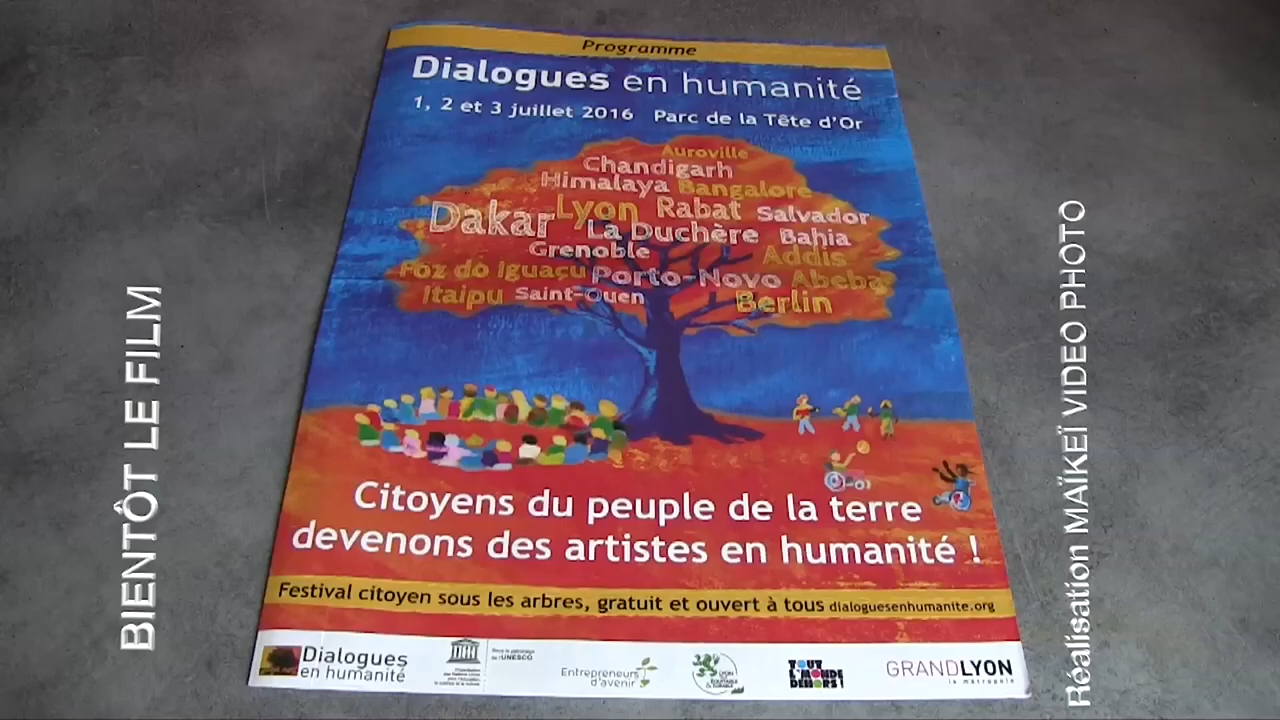 BIENTÔT LE FILM
Programme
Dialogues en humanité
1, 2 et 3 juillet 2016 Parc de la Tête d'Or
Auroville
Chandigarh
Himalaya Bangalore
Dakar Lyon Rabat Salvador
La Duchère Bahia
Grenoble Addis
Foz do Iguaçu Porto-Novo Abeba
Itaipu Saint-Ouen Berlin
Citoyens du peuple de la terre
devenons des artistes en humanité !
Festival citoyen sous les arbres, gratuit et ouvert à tous dialoguesenhumanite.org
Dialogues
en humanité
Sous le patronage
de l'UNESCO
Entrepreneurs
d'avenir
TOUT
L'MONDE
DEHORS!
GRANDLYON
la métropole
Réalisation MAÏKEÏ VIDEO PHOTO